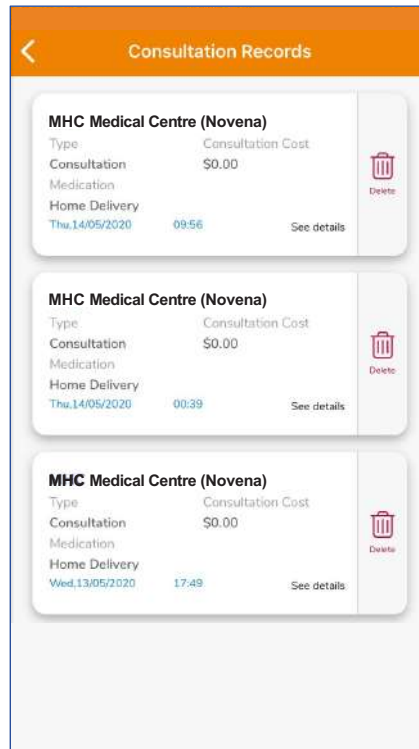 Consultation Records
MHC Medical Centre (Novena)
Type Consultation Cost
Consultation $0.00
Medication
Home Delivery
Thu,14/05/2020 09:56 See details
Delete
MHC Medical Centre (Novena)
Type Consultation Cost
Consultation $0.00
Medication
Home Delivery
Thu,14/05/2020 00:39 See details
Delete
MHC Medical Centre (Novena)
Type Consultation Cost
Consultation $0.00
Medication
Home Delivery
Wed,13/05/2020 17:49 See details
Delete